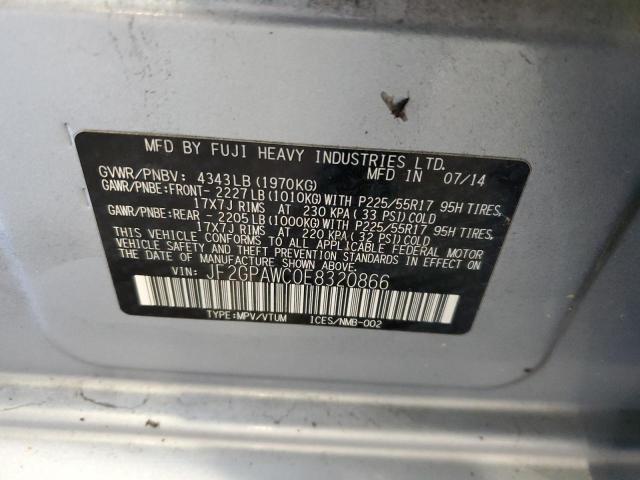 MFD BY FUJI HEAVY INDUSTRIES LTD.
MFD IN 07/14
GVWR/PNBV: 4343LB (1970KG)
GAWR/PNBE:FRONT- 2227LB(1010KG)WITH P225/55R17 95H TIRES,
17X7J RIMS AT 230 KPA(33 PSI)COLD
GAWR/PNBE:REAR - 2205LB(1000KG)WITH P225/55R17 95H TIRES,
17X7J RIMS AT 220 KPA(32 PSI)COLD
THIS VEHICLE CONFORMS TO ALL APPLICABLE FEDERAL MOTOR
VEHICLE SAFETY, BUMPER, AND THEFT PREVENTION STANDARDS IN EFFECT ON
THE DATE OF MANUFACTURE SHOWN ABOVE.
VIN: JF2GPAWC0E8320866
TYPE:MPV/VTUM ICES/NMB-002